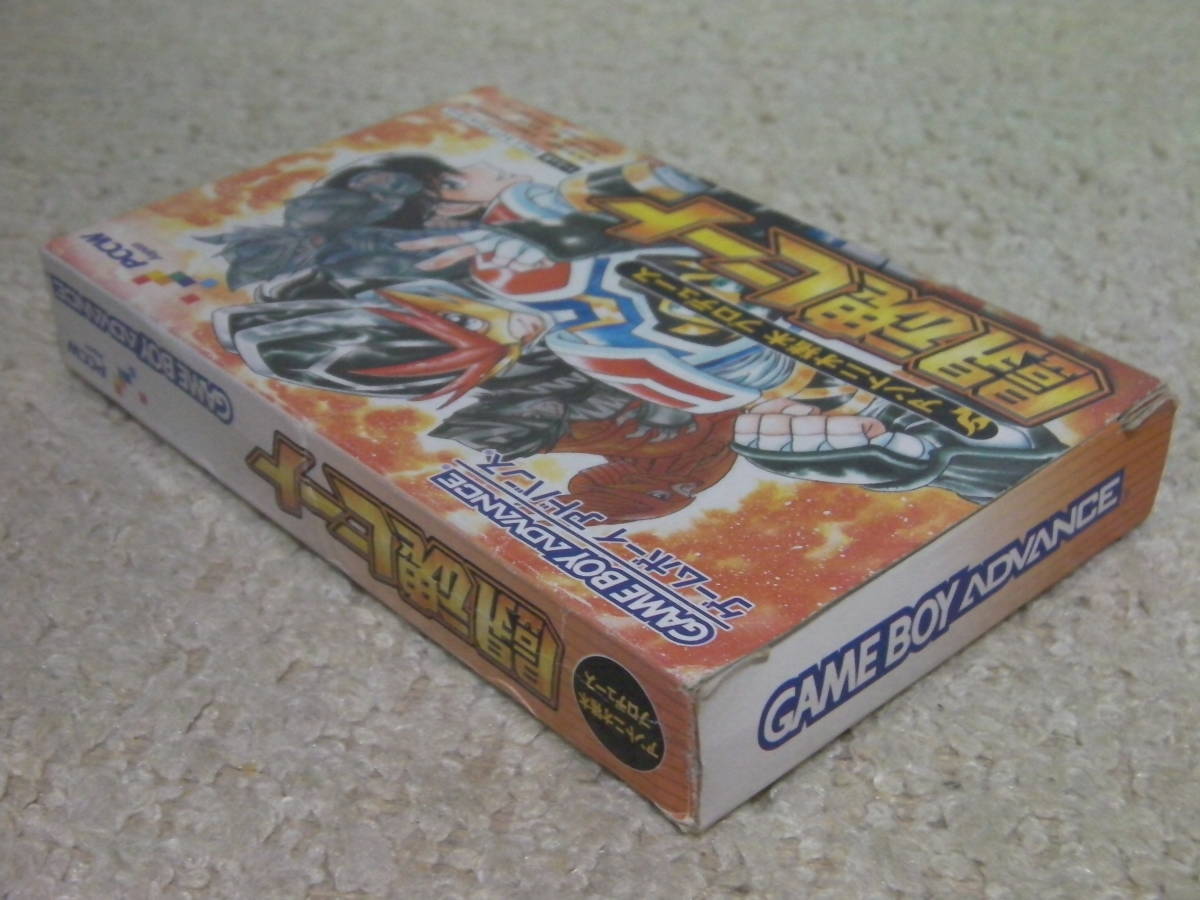 アントニオ猪木 プロデュース
闘魂ヒート
GAME BOY ADVANCE
ゲームボーイアドバンス
PCCW
GAME BOY ADVANCE
PCCW
闘魂ヒート
アントニオ猪木
プロデュース
GAME BOY ADVANCE